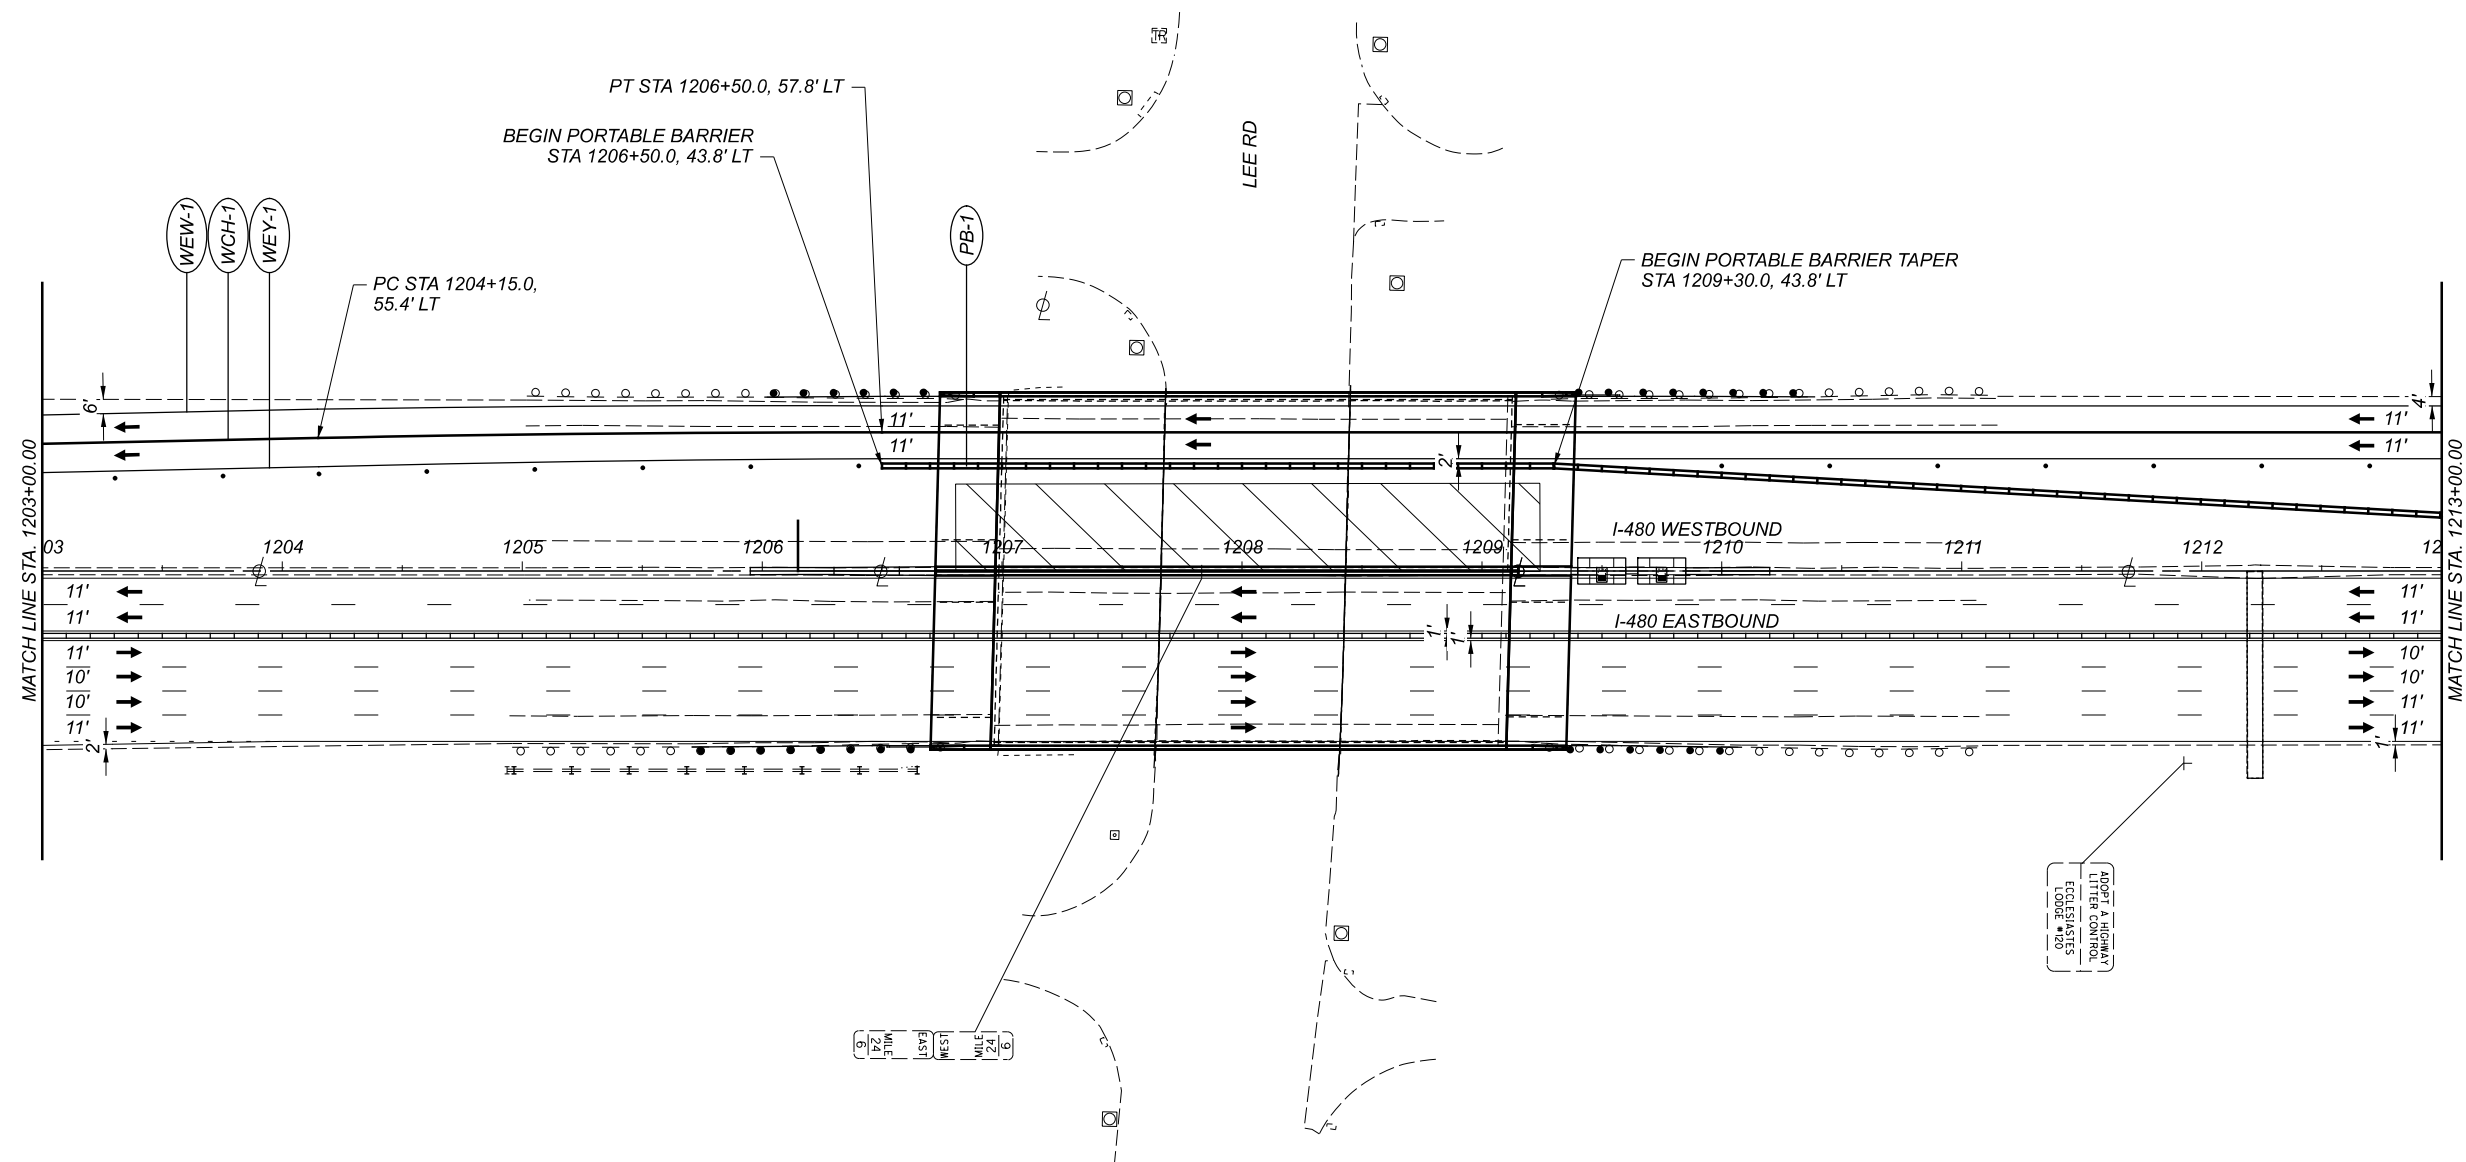 PT STA 1206+50.0, 57.8' LT
BEGIN PORTABLE BARRIER
STA 1206+50.0, 43.8' LT
LEE RD
WEW-1
WCH-1
WEY-1
PB-1
PC STA 1204+15.0,
55.4' LT
BEGIN PORTABLE BARRIER TAPER
STA 1209+30.0, 43.8' LT
6'
11'
11'
4'
11'
11'
2'
MATCH LINE STA. 1203+00.00
MATCH LINE STA. 1213+00.00
I-480 WESTBOUND
03
1204
1205
1206
1207
1208
1209
1210
1211
1212
12
11'
11'
11'
11'
I-480 EASTBOUND
1'
1'
11'
10'
10'
11'
10'
10'
11'
11'
2'
1'
ADOPT A HIGHWAY
LITTER CONTROL
ECCLESIASTES
LODGE #120
EAST
MILE
24
6
WEST
MILE
24
6